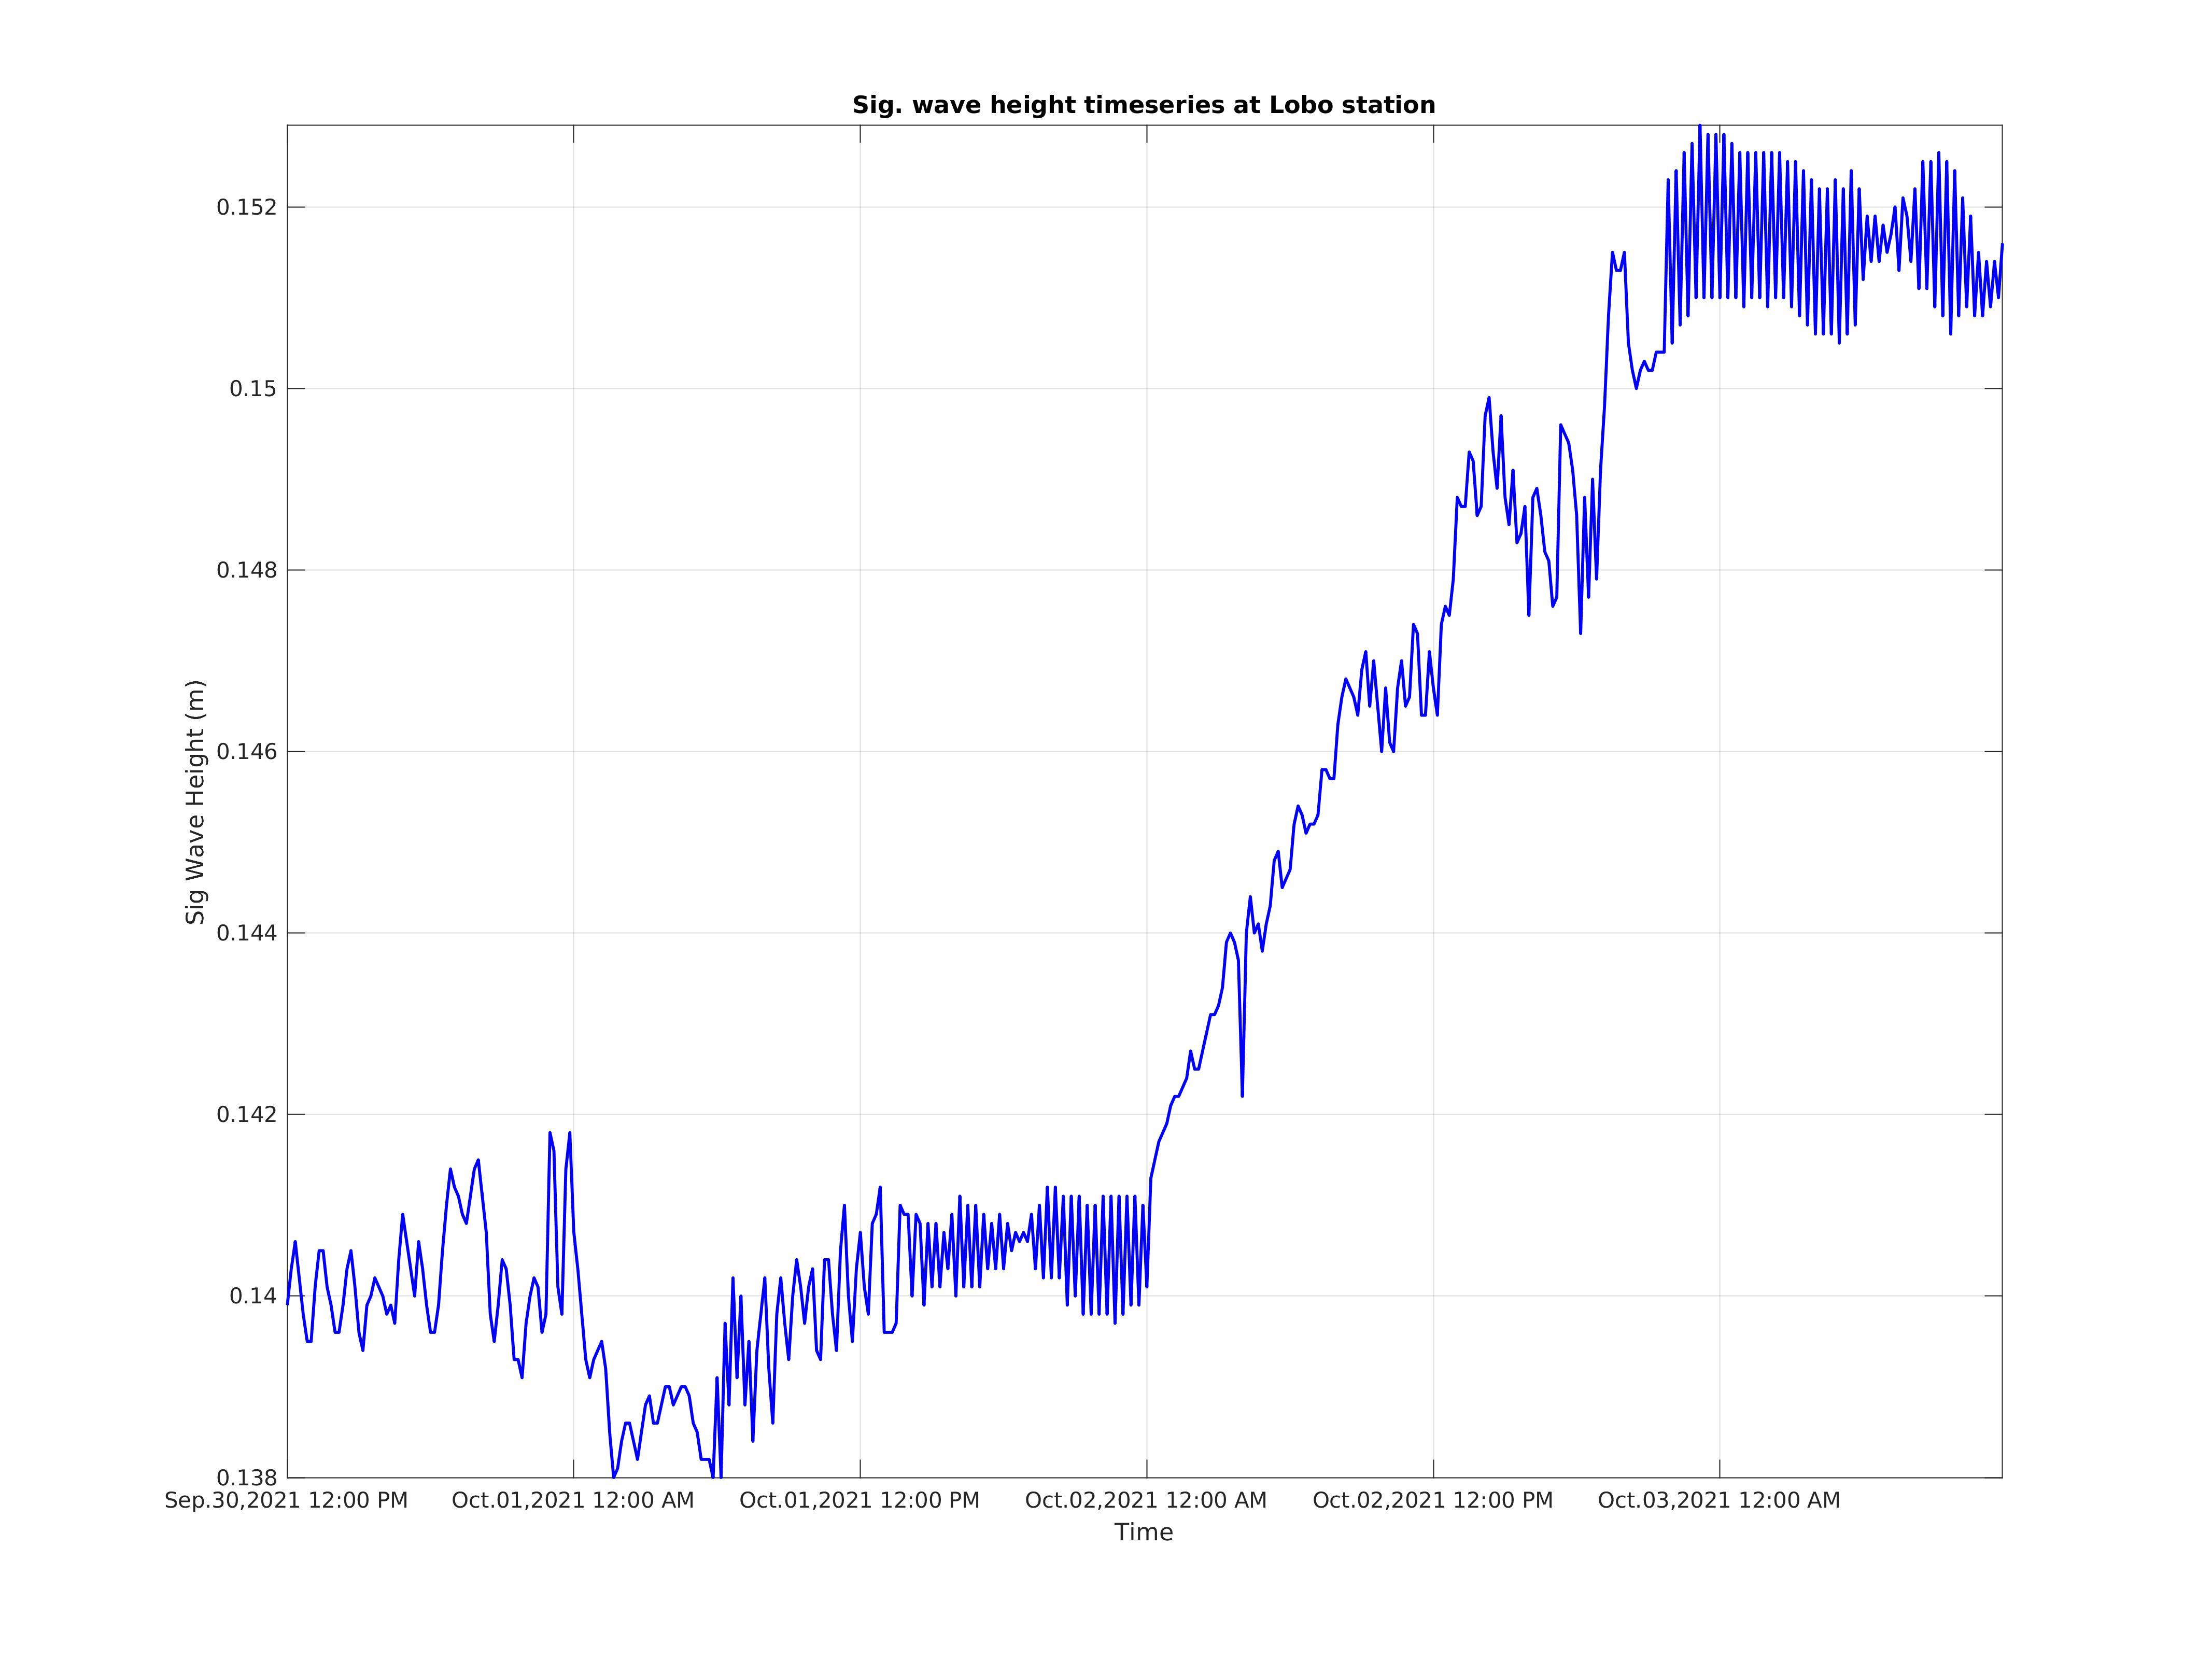 Sig. wave height timeseries at Lobo station
0.152
0.15
0.148
0.146
0.144
0.142
0.14
0.138
Sig Wave Height (m)
Sep.30,2021 12:00 PM Oct.01,2021 12:00 AM Oct.01,2021 12:00 PM Oct.02,2021 12:00 AM Oct.02,2021 12:00 PM Oct.03,2021 12:00 AM
Time